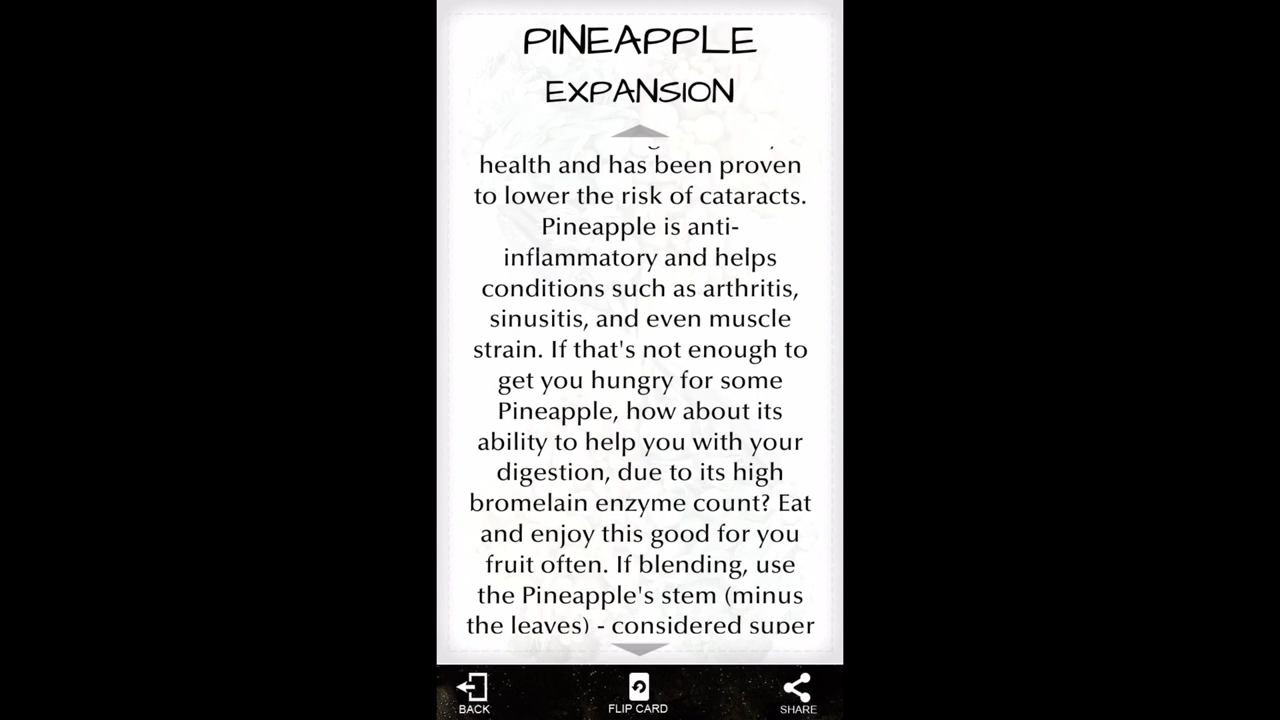 PINEAPPLE
EXPANSION
health and has been proven
to lower the risk of cataracts.
Pineapple is anti-
inflammatory and helps
conditions such as arthritis,
sinusitis, and even muscle
strain. If that's not enough to
get you hungry for some
Pineapple, how about its
ability to help you with your
digestion, due to its high
bromelain enzyme count? Eat
and enjoy this good for you
fruit often. If blending, use
the Pineapple's stem (minus
the leaves) - considered super
BACK
FLIP CARD
SHARE